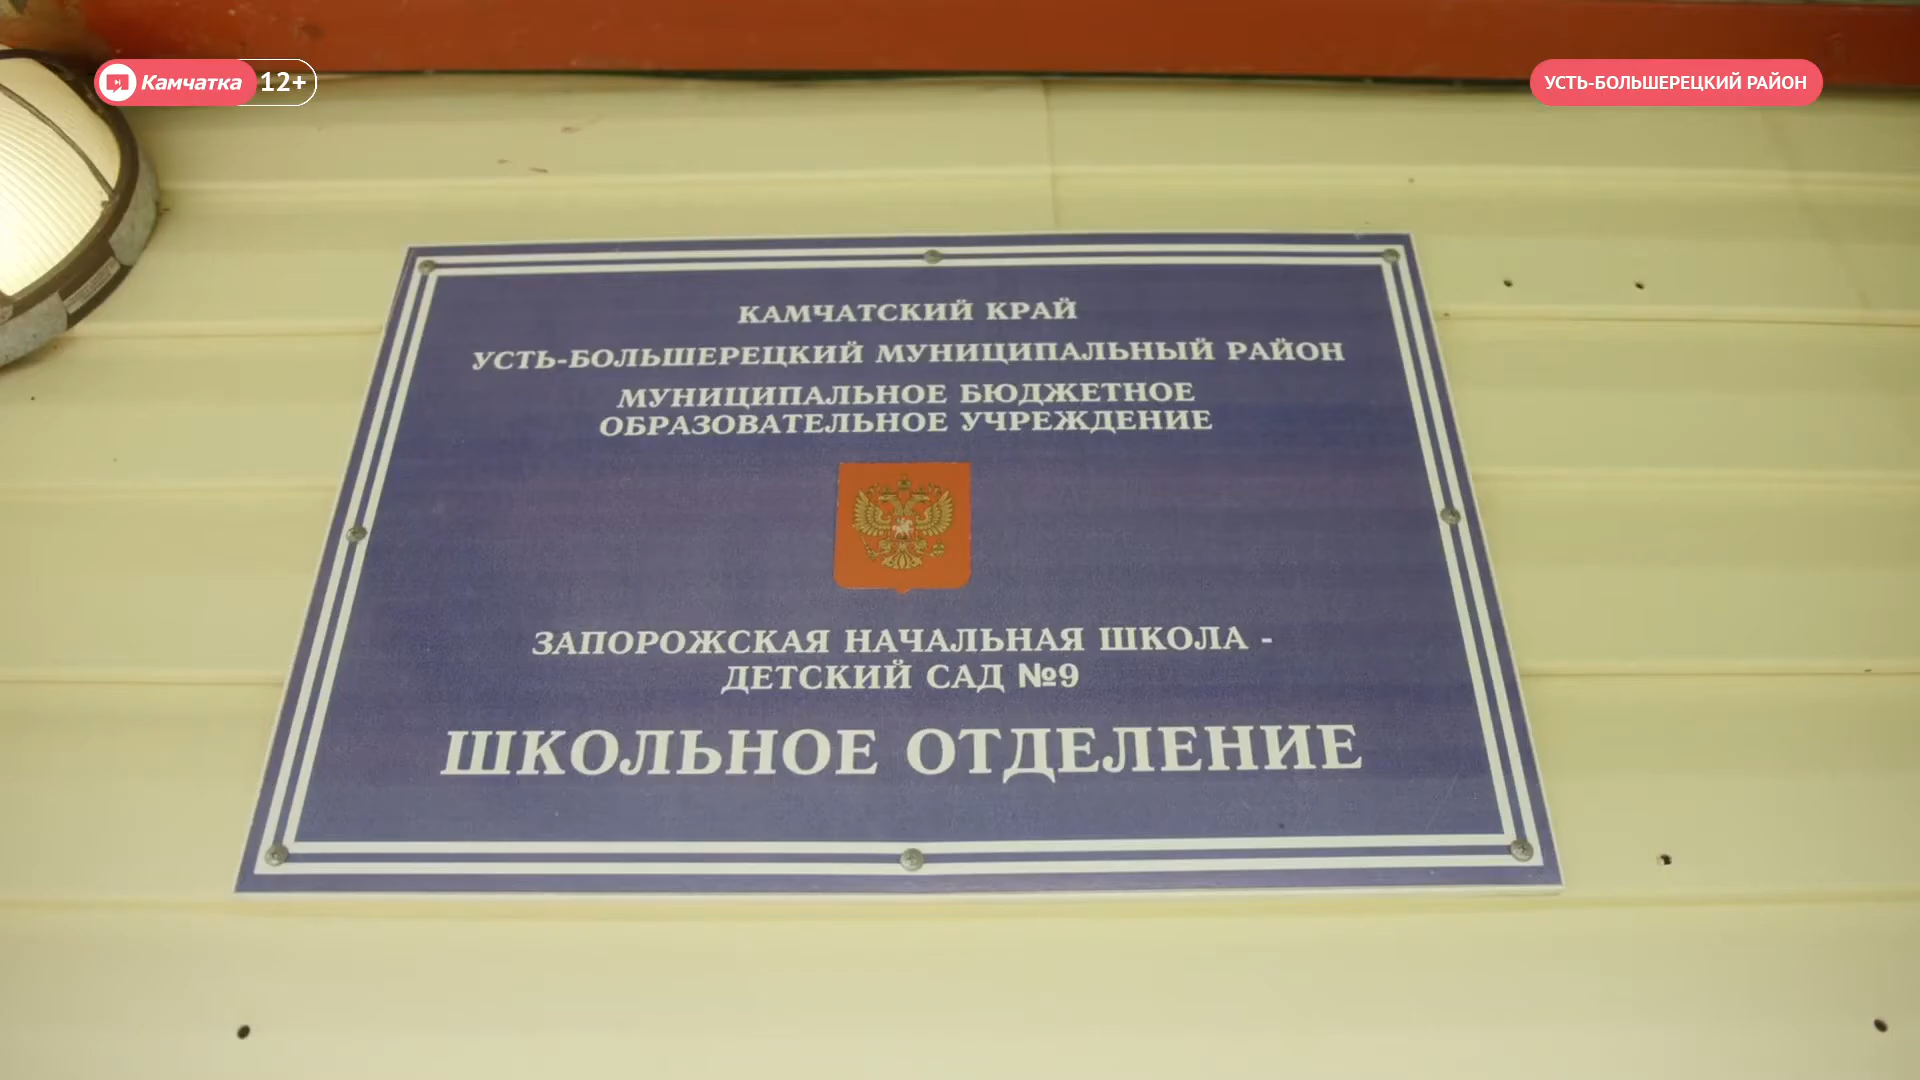 Камчатка 12+
УСТЬ-БОЛЬШЕРЕЦКИЙ РАЙОН
КАМЧАТСКИЙ КРАЙ
УСТЬ-БОЛЬШЕРЕЦКИЙ МУНИЦИПАЛЬНЫЙ РАЙОН
МУНИЦИПАЛЬНОЕ БЮДЖЕТНОЕ
ОБРАЗОВАТЕЛЬНОЕ УЧРЕЖДЕНИЕ
ЗАПОРОЖСКАЯ НАЧАЛЬНАЯ ШКОЛА -
ДЕТСКИЙ САД №9
ШКОЛЬНОЕ ОТДЕЛЕНИЕ